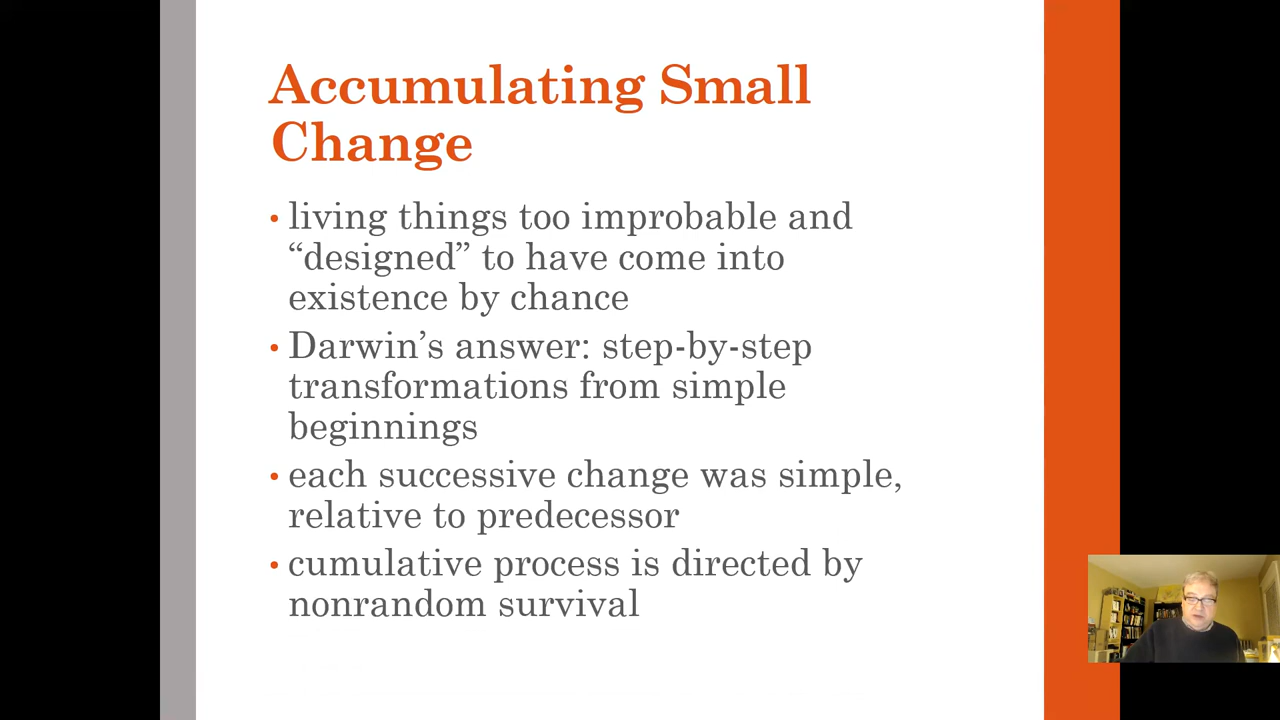 Accumulating Small
Change
• living things too improbable and
“designed” to have come into
existence by chance
• Darwin’s answer: step-by-step
transformations from simple
beginnings
• each successive change was simple,
relative to predecessor
• cumulative process is directed by
nonrandom survival